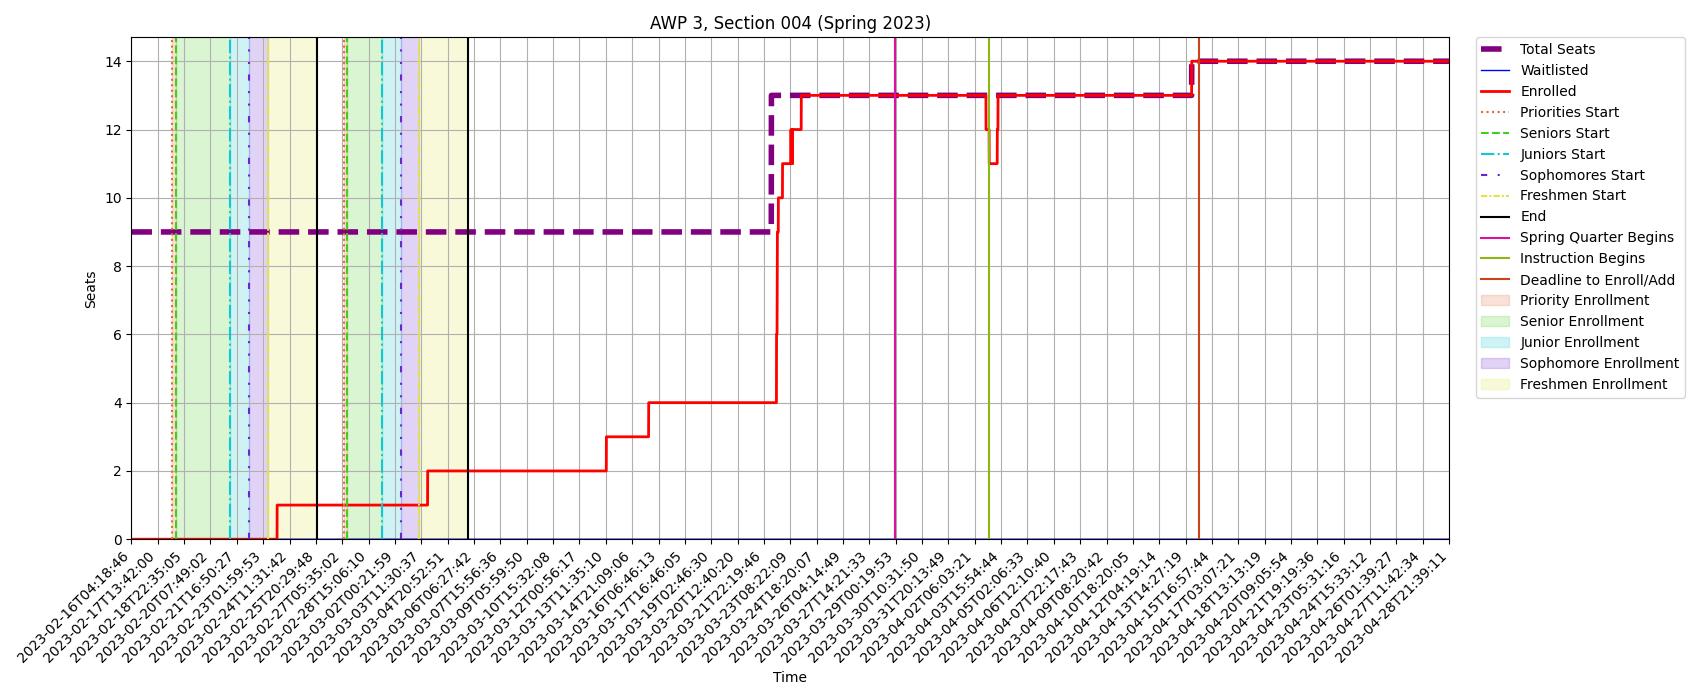 AWP 3, Section 004 (Spring 2023)
Seats
14
12
10
8
6
4
2
0
2023-02-16T04:18:46
2023-02-17T13:42:00
2023-02-18T22:35:05
2023-02-20T07:49:02
2023-02-21T16:50:27
2023-02-23T01:59:53
2023-02-24T11:31:42
2023-02-25T20:29:48
2023-02-27T05:35:02
2023-02-28T15:06:10
2023-03-02T00:21:59
2023-03-03T11:30:37
2023-03-04T20:52:51
2023-03-06T06:27:42
2023-03-07T15:56:36
2023-03-09T05:59:50
2023-03-10T15:32:08
2023-03-12T00:56:17
2023-03-13T11:35:10
2023-03-14T21:09:06
2023-03-16T06:46:13
2023-03-17T16:46:05
2023-03-19T02:46:30
2023-03-20T12:40:20
2023-03-21T22:19:46
2023-03-23T08:22:09
2023-03-24T18:20:07
2023-03-26T04:14:49
2023-03-27T14:21:33
2023-03-29T00:19:53
2023-03-30T10:31:50
2023-03-31T20:13:49
2023-04-02T06:03:21
2023-04-03T15:54:44
2023-04-05T02:06:33
2023-04-06T12:10:40
2023-04-07T22:17:43
2023-04-09T08:20:42
2023-04-10T18:20:05
2023-04-12T04:19:14
2023-04-13T14:27:19
2023-04-15T16:57:44
2023-04-17T03:07:21
2023-04-18T13:13:19
2023-04-20T09:05:54
2023-04-21T19:19:36
2023-04-23T05:31:16
2023-04-24T15:33:12
2023-04-26T01:39:27
2023-04-27T11:42:34
2023-04-28T21:39:11
Time
Total Seats
Waitlisted
Enrolled
Priorities Start
Seniors Start
Juniors Start
Sophomores Start
Freshmen Start
End
Spring Quarter Begins
Instruction Begins
Deadline to Enroll/Add
Priority Enrollment
Senior Enrollment
Junior Enrollment
Sophomore Enrollment
Freshmen Enrollment